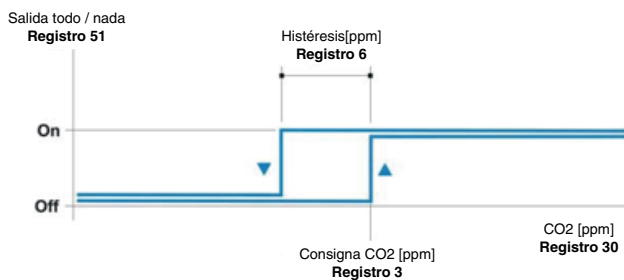 Salida todo / nada
Registro 51
Histéresis[ppm]
Registro 6
On
Off
CO2 [ppm]
Registro 30
Consigna CO2 [ppm]
Registro 3